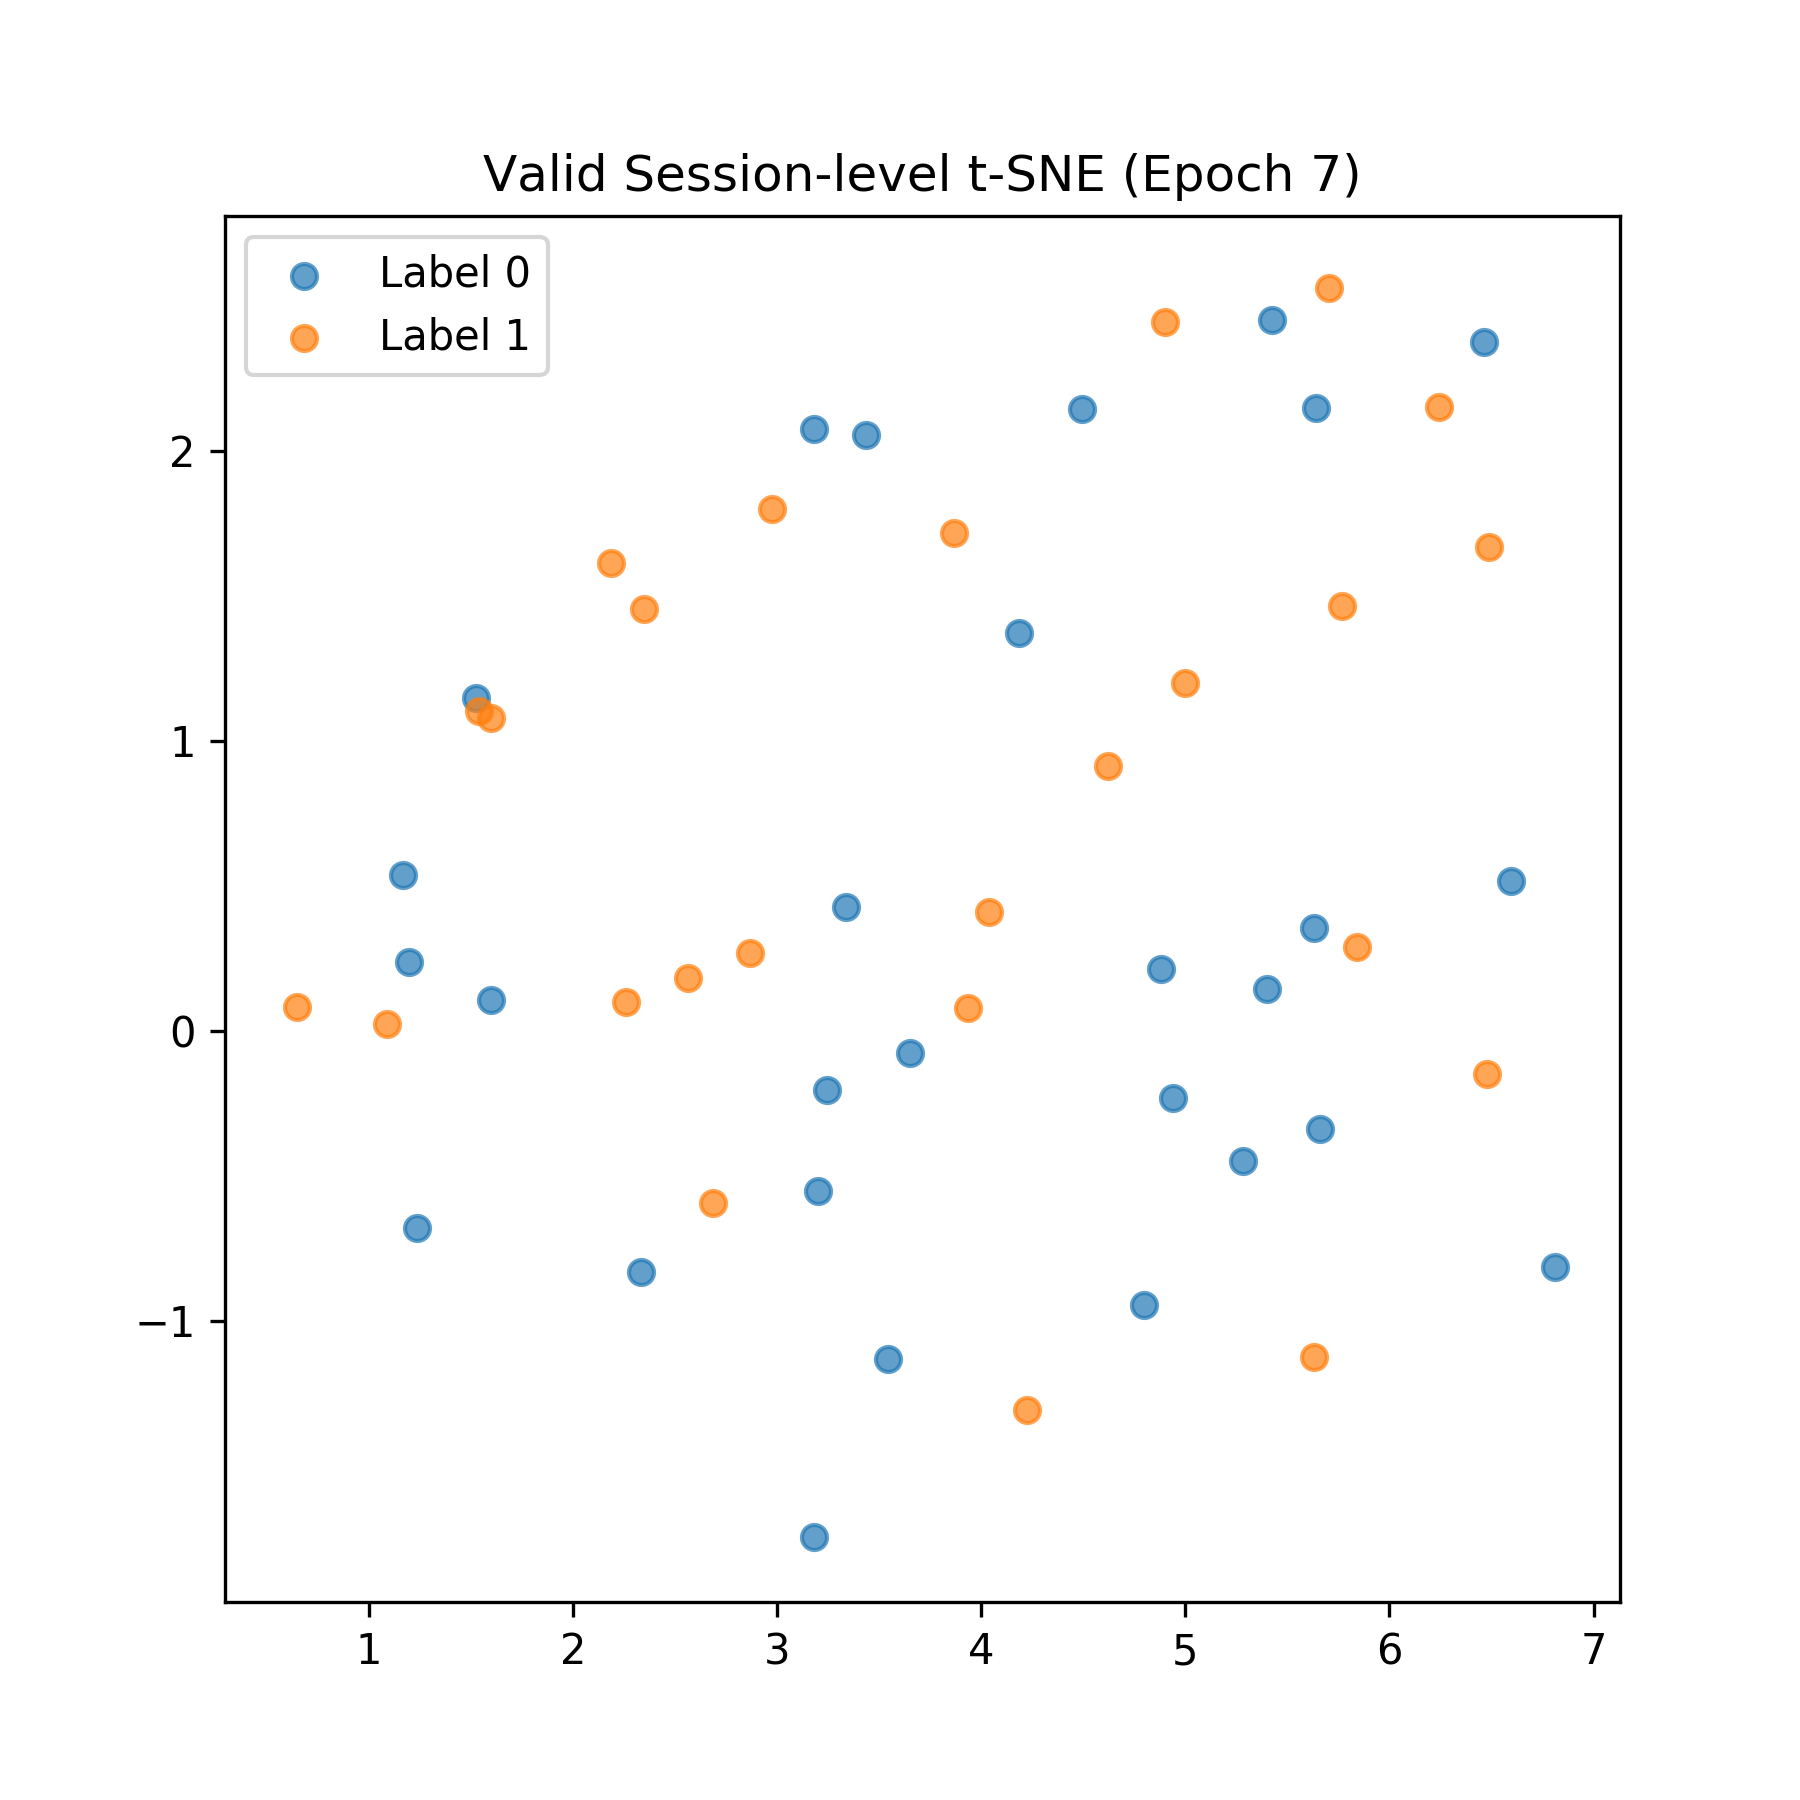 Valid Session-level t-SNE (Epoch 7)
Label 0
Label 1
2
1
0
−1
1 2 3 4 5 6 7